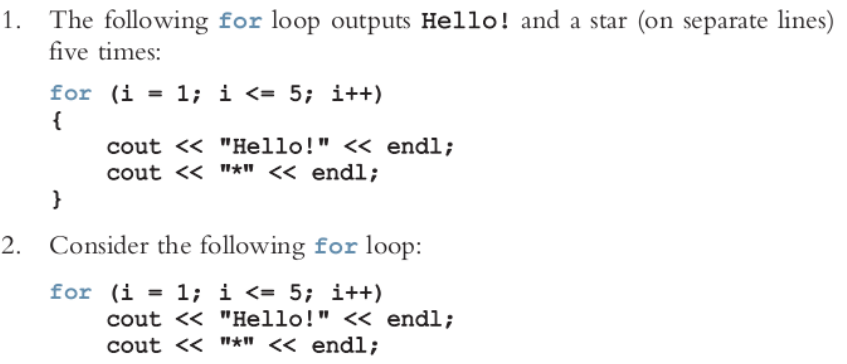 1. The following for loop outputs Hello! and a star (on separate lines)
five times:
for (i = 1; i <= 5; i++)
{
cout << "Hello!" << endl;
cout << "*" << endl;
}
2. Consider the following for loop:
for (i = 1; i <= 5; i++)
cout << "Hello!" << endl;
cout << "*" << endl;